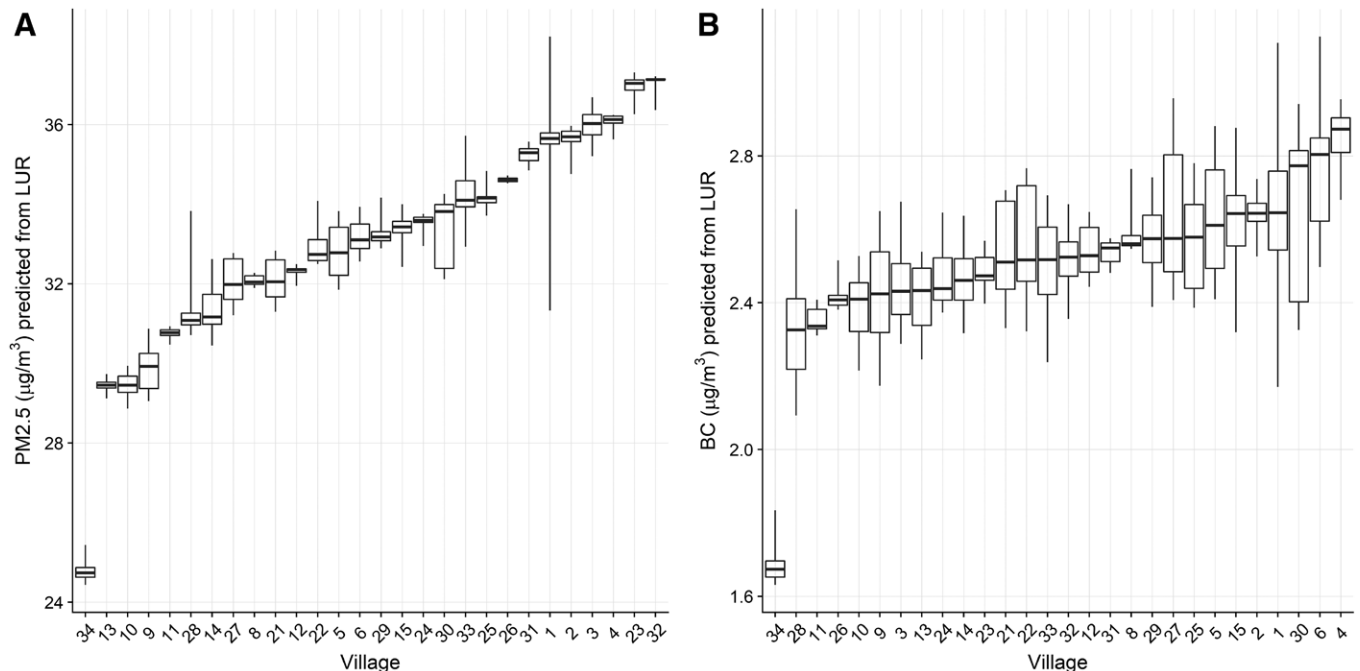 A
PM2.5 (μg/m³) predicted from LUR
36
32
28
24
34 13 10 9 11 28 14 27 8 21 12 22 5 6 29 15 24 30 33 25 26 31 1 2 3 4 23 32
Village
B
BC (μg/m³) predicted from LUR
2.8
2.4
2.0
1.6
34 28 11 26 10 9 3 13 24 14 23 21 22 33 32 12 31 8 29 27 25 5 15 2 1 30 6 4
Village